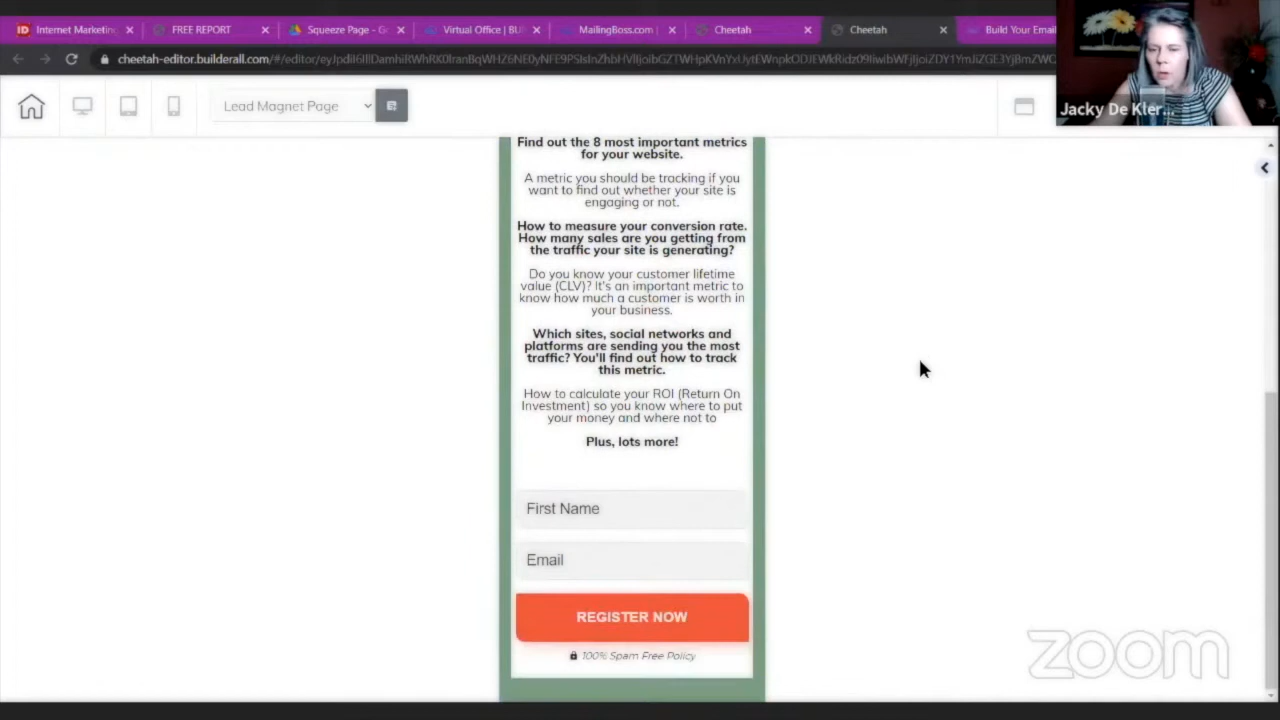 Internet Marketing
FREE REPORT
Squeeze Page - Go
Virtual Office | BU
MailingBoss.com |
Cheetah
Cheetah
Build Your Email
Jacky De Kler...
Lead Magnet Page
Find out the 8 most important metrics
for your website.
A metric you should be tracking if you
want to find out whether your site is
engaging or not.
How to measure your conversion rate.
How many sales are you getting from
the traffic your site is generating?
Do you know your customer lifetime
value (CLV)? It's an important metric to
know how much a customer is worth in
your business.
Which sites, social networks and
platforms are sending you the most
traffic? You'll find out how to track
this metric.
How to calculate your ROI (Return On
Investment) so you know where to put
your money and where not to
Plus, lots more!
First Name
Email
REGISTER NOW
100% Spam Free Policy
zoom